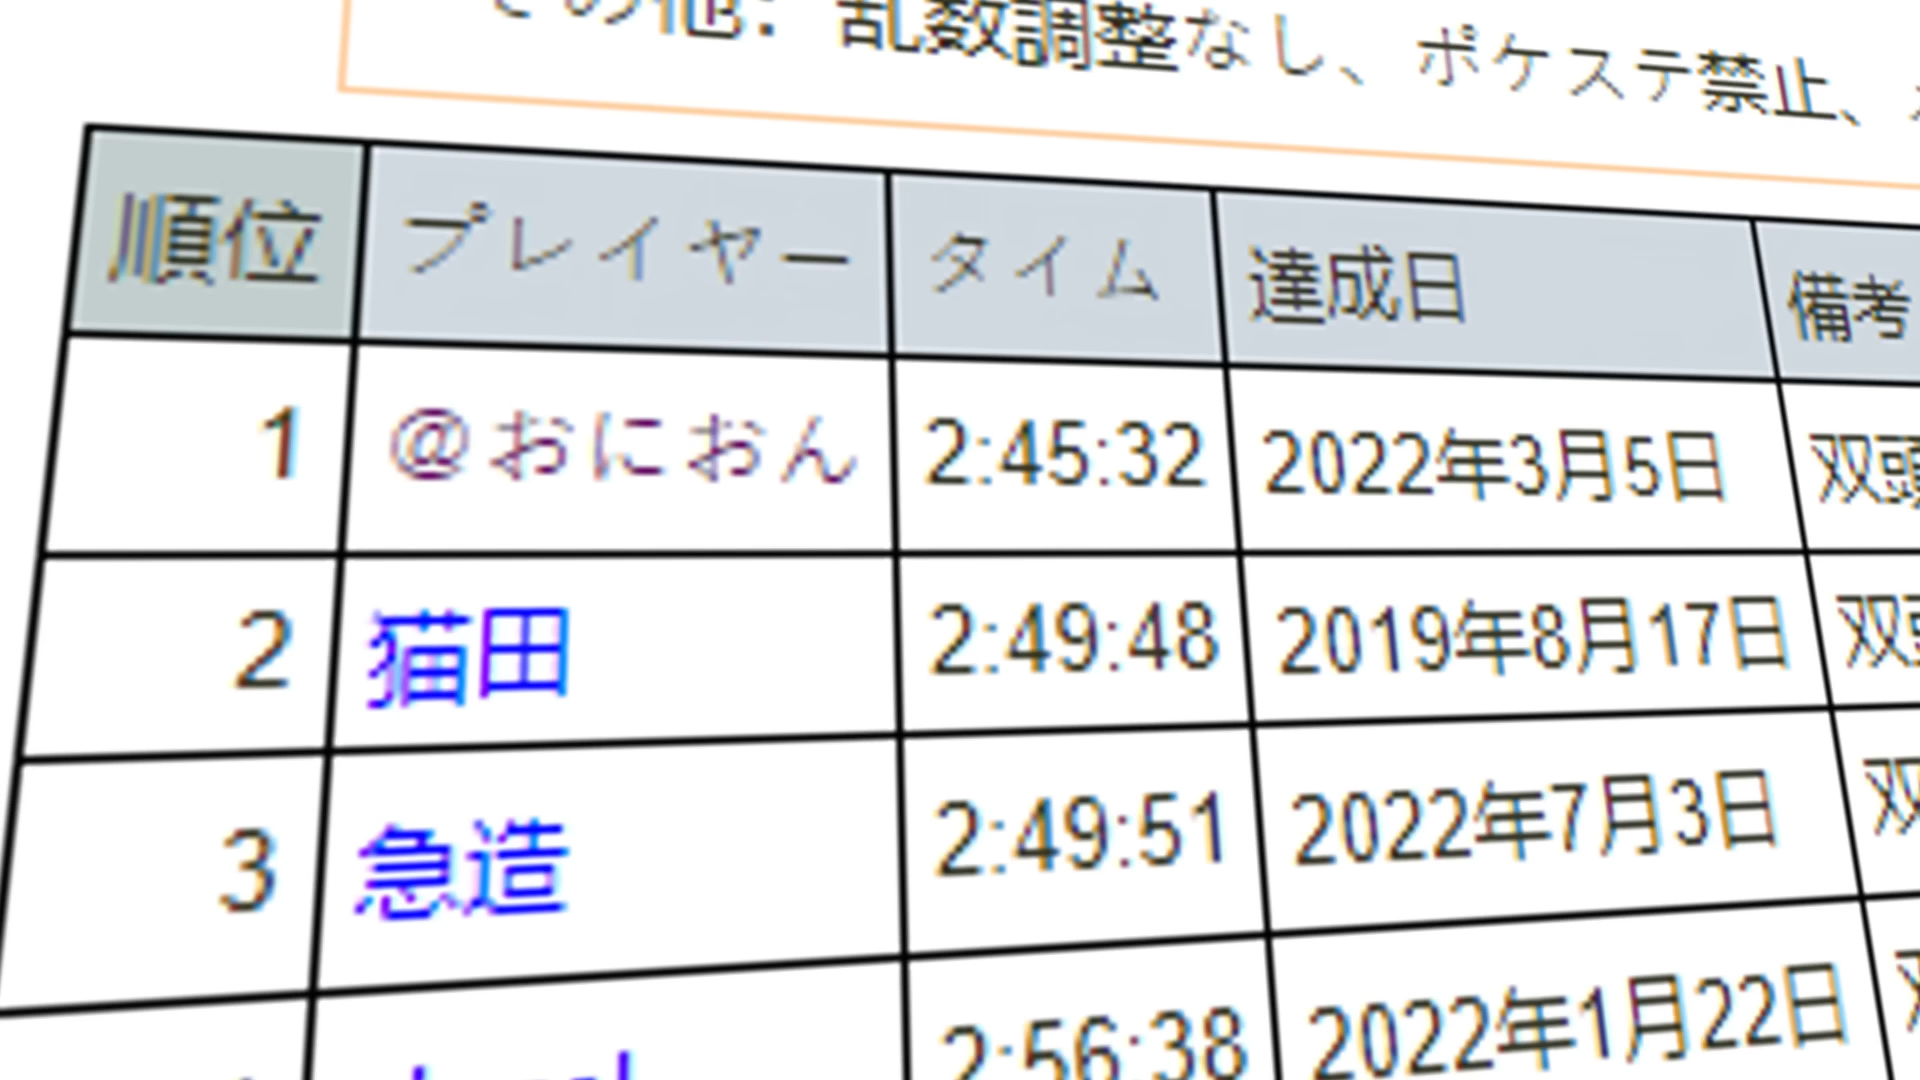 その他：乱数調整なし、ポケステ禁止、
順位 プレイヤー タイム 達成日 備考
1 @おにおん 2:45:32 2022年3月5日 双頭
2 猫田 2:49:48 2019年8月17日 双頭
3 急造 2:49:51 2022年7月3日 双
2:56:38 2022年1月22日